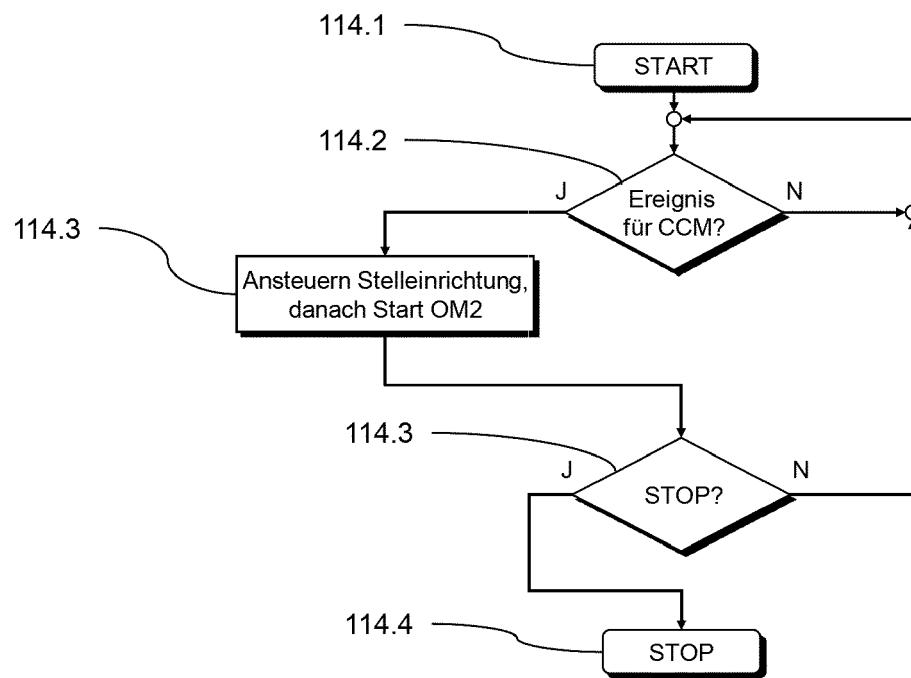 114.1
START
114.2
J
Ereignis
für CCM?
N
114.3
Ansteuern Stelleinrichtung,
danach Start OM2
114.3
J
STOP?
N
114.4
STOP